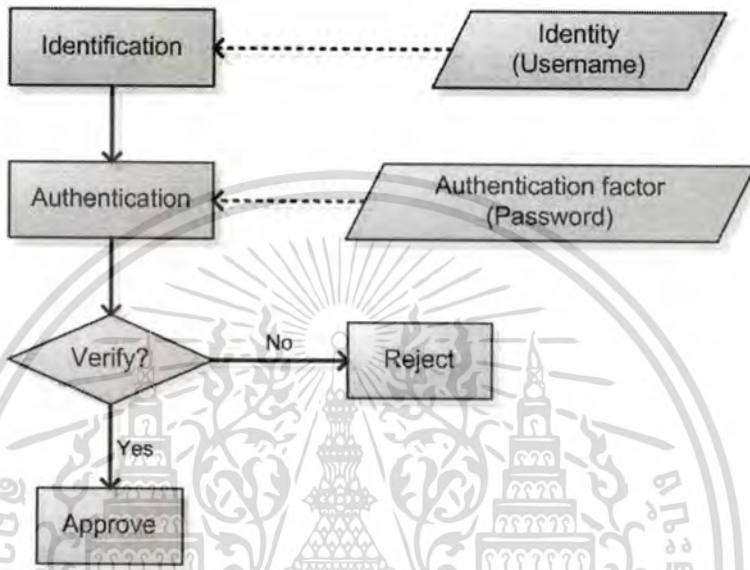 Identification
Identity
(Username)
Authentication
Authentication factor
(Password)
Verify?
No
Reject
Yes
Approve